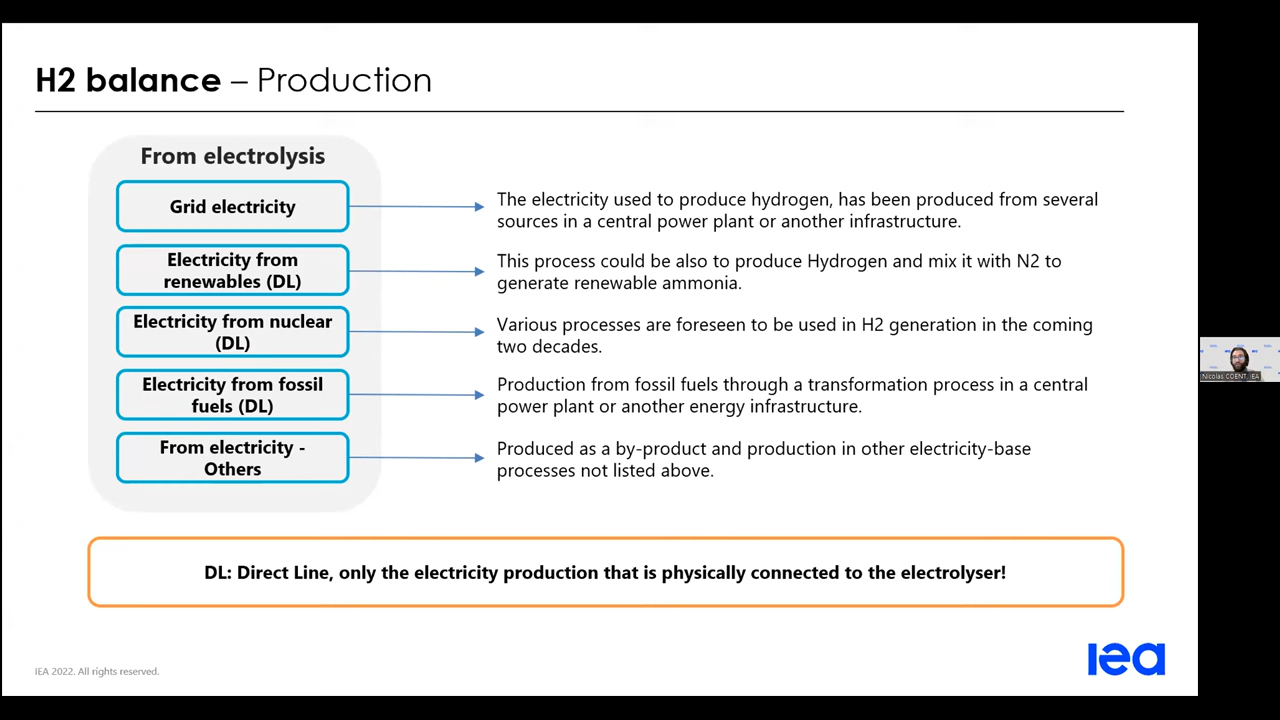 H2 balance – Production
From electrolysis
Grid electricity
The electricity used to produce hydrogen, has been produced from several
sources in a central power plant or another infrastructure.
Electricity from
renewables (DL)
This process could be also to produce Hydrogen and mix it with N2 to
generate renewable ammonia.
Electricity from nuclear
(DL)
Various processes are foreseen to be used in H2 generation in the coming
two decades.
Electricity from fossil
fuels (DL)
Production from fossil fuels through a transformation process in a central
power plant or another energy infrastructure.
From electricity -
Others
Produced as a by-product and production in other electricity-base
processes not listed above.
DL: Direct Line, only the electricity production that is physically connected to the electrolyser!
IEA 2022. All rights reserved.
iea
Nicolas COENT, IEA